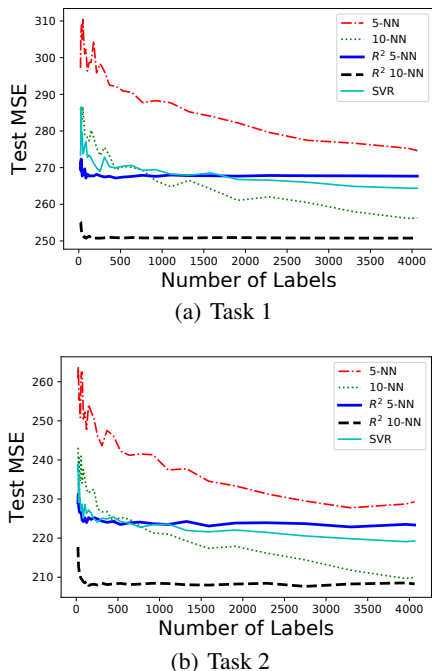 5-NN
10-NN
R² 5-NN
R² 10-NN
SVR
Test MSE
310
300
290
280
270
260
250
0 500 1000 1500 2000 2500 3000 3500 4000
Number of Labels
(a) Task 1
5-NN
10-NN
R² 5-NN
R² 10-NN
SVR
Test MSE
260
250
240
230
220
210
0 500 1000 1500 2000 2500 3000 3500 4000
Number of Labels
(b) Task 2